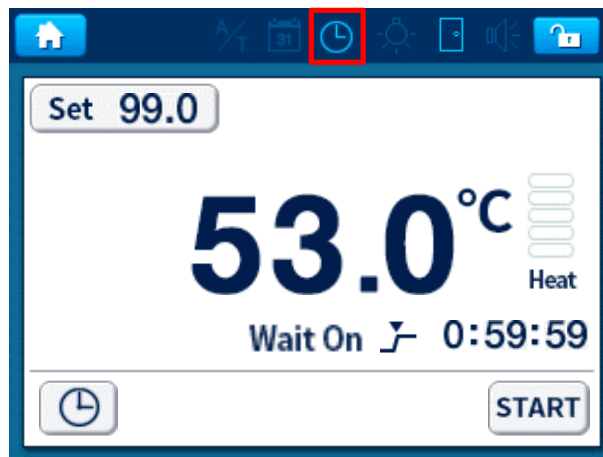 A/T 31
Set 99.0
53.0°C
Heat
Wait On 0:59:59
START